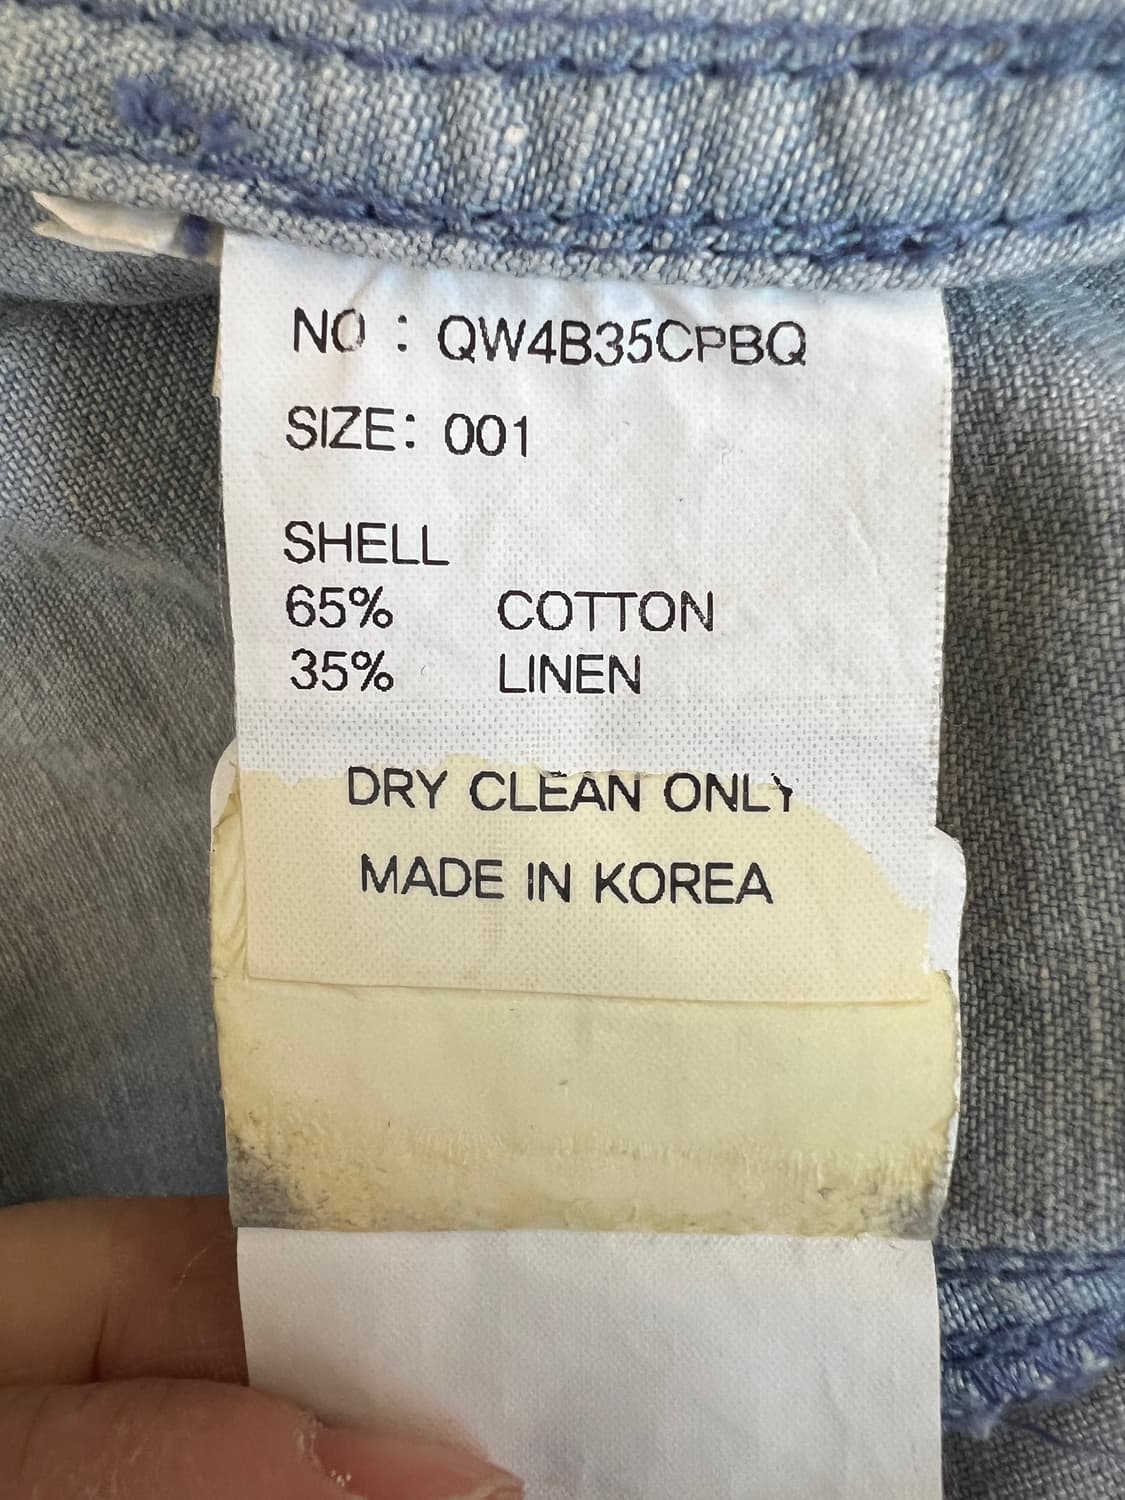 NO : QW4B35CPBQ
SIZE: 001
SHELL
65% COTTON
35% LINEN
DRY CLEAN ONLY
MADE IN KOREA